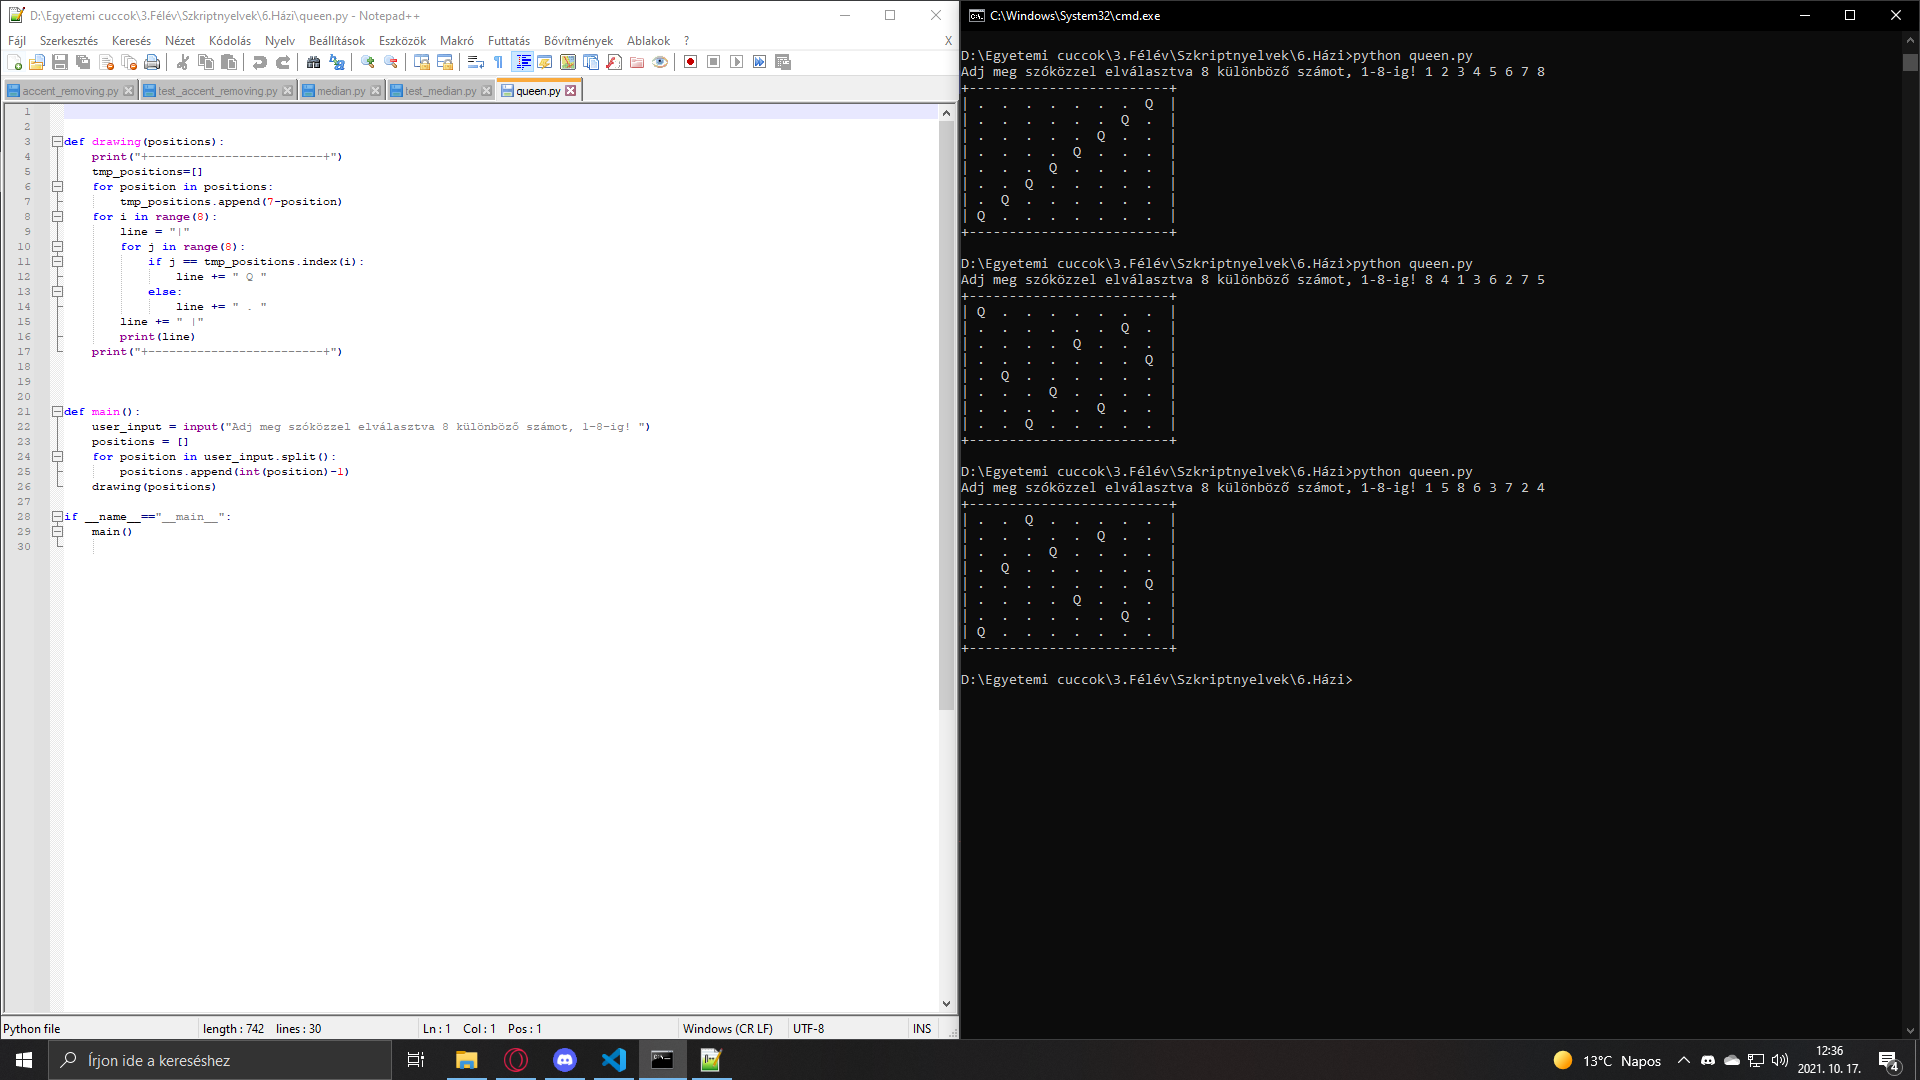 D:\Egyetemi cuccok\3.Félév\Szkriptnyelvek\6.Házi\queen.py - Notepad++
Fájl Szerkesztés Keresés Nézet Kódolás Nyelv Beállítások Eszközök Makró Futtatás Bővítmények Ablakok ? X
accent_removing.py test_accent_removing.py median.py test_median.py queen.py
1
2
3 def drawing(positions):
4     print("+-------------------------+")
5     tmp_positions=[]
6     for position in positions:
7         tmp_positions.append(7-position)
8     for i in range(8):
9         line = "|"
10         for j in range(8):
11             if j == tmp_positions.index(i):
12                 line += " Q "
13             else:
14                 line += " . "
15         line += " |"
16         print(line)
17     print("+-------------------------+")
18
19
20
21 def main():
22     user_input = input("Adj meg szóközzel elválasztva 8 különböző számot, 1-8-ig! ")
23     positions = []
24     for position in user_input.split():
25         positions.append(int(position)-1)
26     drawing(positions)
27
28 if __name__=="__main__":
29     main()
30
Python file length : 742 lines : 30 Ln : 1 Col : 1 Pos : 1 Windows (CR LF) UTF-8 INS
C:\Windows\System32\cmd.exe
D:\Egyetemi cuccok\3.Félév\Szkriptnyelvek\6.Házi>python queen.py
Adj meg szóközzel elválasztva 8 különböző számot, 1-8-ig! 1 2 3 4 5 6 7 8
+-------------------------+
| .  .  .  .  .  .  .  Q  |
| .  .  .  .  .  .  Q  .  |
| .  .  .  .  .  Q  .  .  |
| .  .  .  .  Q  .  .  .  |
| .  .  .  Q  .  .  .  .  |
| .  .  Q  .  .  .  .  .  |
| .  Q  .  .  .  .  .  .  |
| Q  .  .  .  .  .  .  .  |
+-------------------------+
D:\Egyetemi cuccok\3.Félév\Szkriptnyelvek\6.Házi>python queen.py
Adj meg szóközzel elválasztva 8 különböző számot, 1-8-ig! 8 4 1 3 6 2 7 5
+-------------------------+
| Q  .  .  .  .  .  .  .  |
| .  .  .  .  .  .  Q  .  |
| .  .  .  .  Q  .  .  .  |
| .  .  .  .  .  .  .  Q  |
| .  Q  .  .  .  .  .  .  |
| .  .  .  Q  .  .  .  .  |
| .  .  .  .  .  Q  .  .  |
| .  .  Q  .  .  .  .  .  |
+-------------------------+
D:\Egyetemi cuccok\3.Félév\Szkriptnyelvek\6.Házi>python queen.py
Adj meg szóközzel elválasztva 8 különböző számot, 1-8-ig! 1 5 8 6 3 7 2 4
+-------------------------+
| .  .  Q  .  .  .  .  .  |
| .  .  .  .  .  Q  .  .  |
| .  .  .  Q  .  .  .  .  |
| .  Q  .  .  .  .  .  .  |
| .  .  .  .  .  .  .  Q  |
| .  .  .  .  Q  .  .  .  |
| .  .  .  .  .  .  Q  .  |
| Q  .  .  .  .  .  .  .  |
+-------------------------+
D:\Egyetemi cuccok\3.Félév\Szkriptnyelvek\6.Házi>
Írjon ide a kereséshez
13°C Napos
12:36
2021. 10. 17.
4